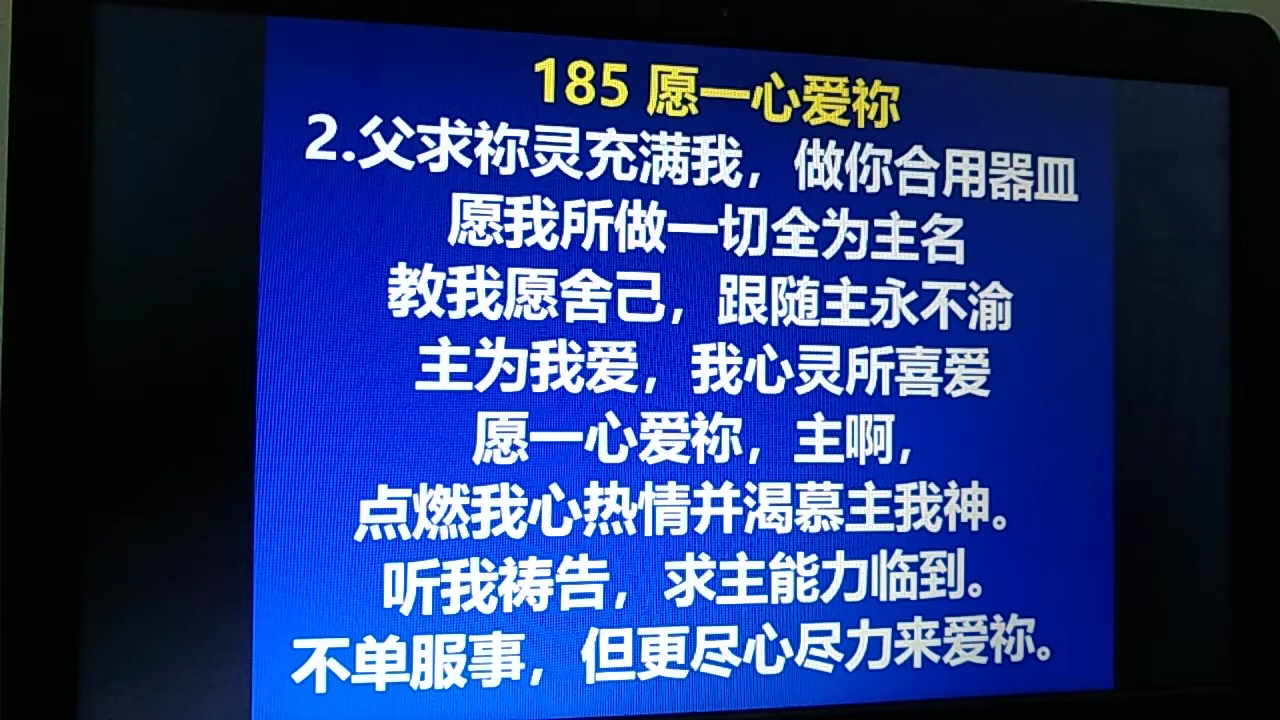 185 愿一心爱祢
2.父求祢灵充满我，做你合用器皿
愿我所做一切全为主名
教我愿舍己，跟随主永不渝
主为我爱，我心灵所喜爱
愿一心爱祢，主啊，
点燃我心热情并渴慕主我神。
听我祷告，求主能力临到。
不单服事，但更尽心尽力来爱祢。